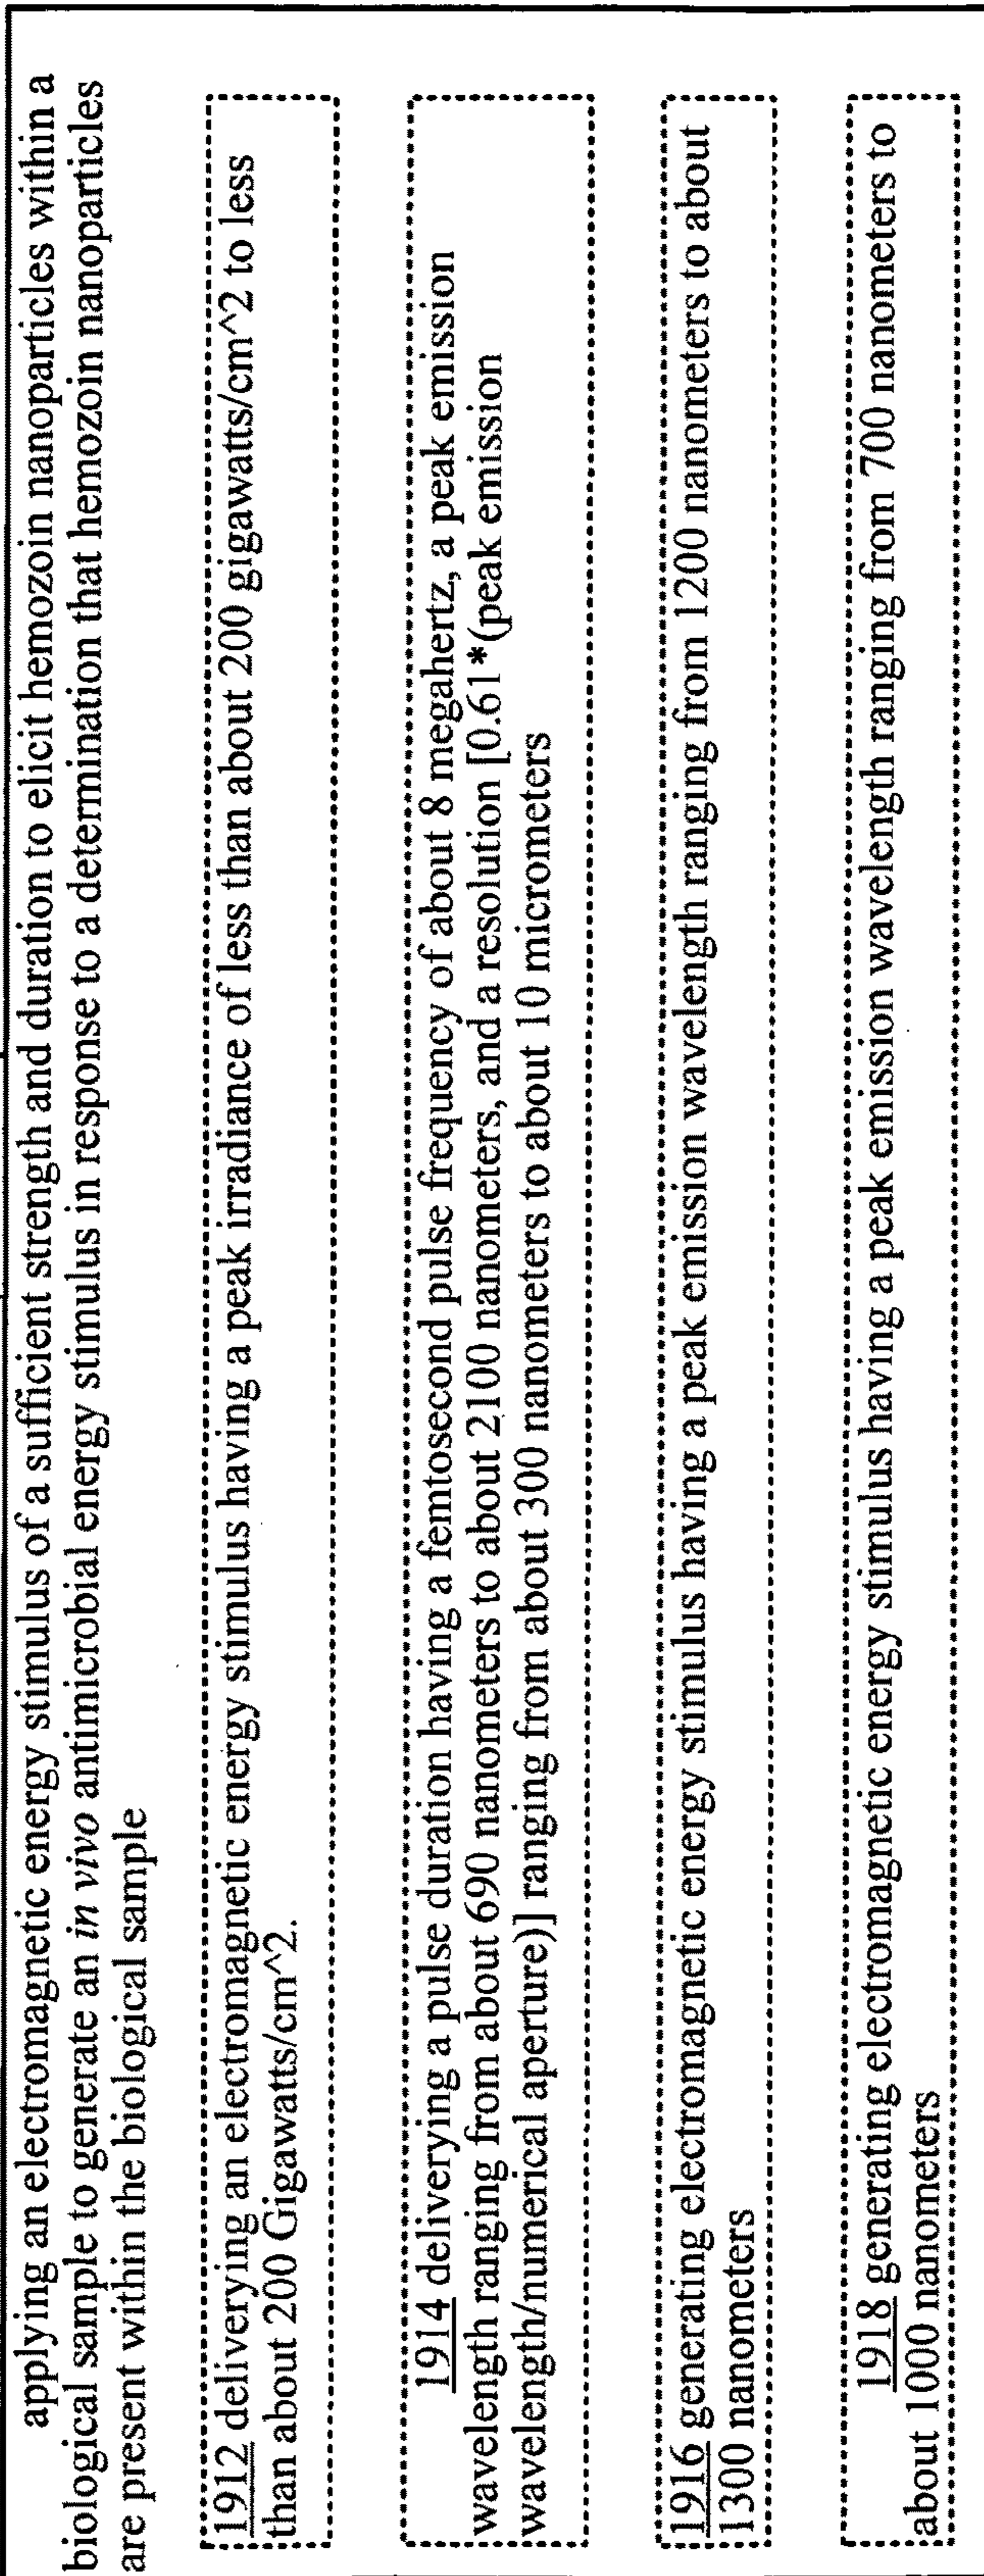 applying an electromagnetic energy stimulus of a sufficient strength and duration to elicit hemozoin nanoparticles within a
biological sample to generate an in vivo antimicrobial energy stimulus in response to a determination that hemozoin nanoparticles
are present within the biological sample
1912 deliverying an electromagnetic energy stimulus having a peak irradiance of less than about 200 gigawatts/cm^2 to less
than about 200 Gigawatts/cm^2.
1914 deliverying a pulse duration having a femtosecond pulse frequency of about 8 megahertz, a peak emission
wavelength ranging from about 690 nanometers to about 2100 nanometers, and a resolution [0.61*(peak emission
wavelength/numerical aperture)] ranging from about 300 nanometers to about 10 micrometers
1916 generating electromagnetic energy stimulus having a peak emission wavelength ranging from 1200 nanometers to about
1300 nanometers
1918 generating electromagnetic energy stimulus having a peak emission wavelength ranging from 700 nanometers to
about 1000 nanometers